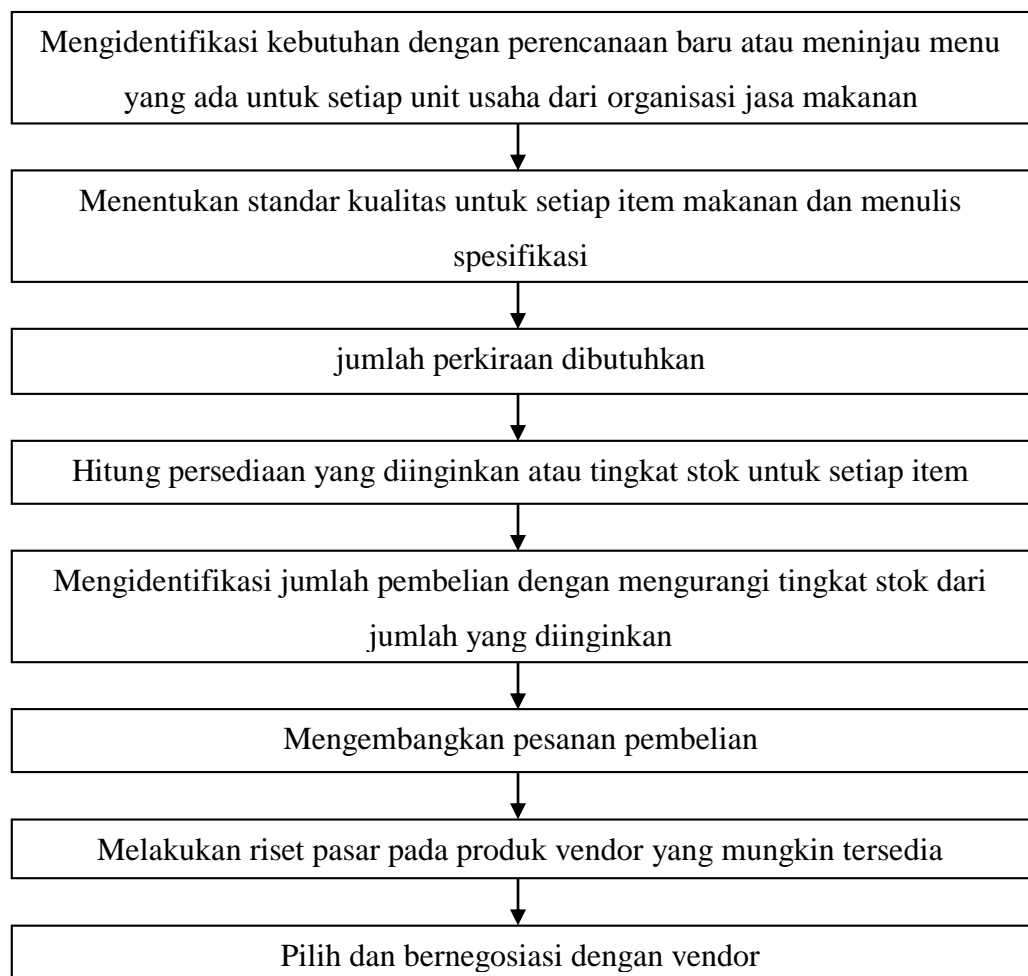 Mengidentifikasi kebutuhan dengan perencanaan baru atau meninjau menu
yang ada untuk setiap unit usaha dari organisasi jasa makanan
Menentukan standar kualitas untuk setiap item makanan dan menulis
spesifikasi
jumlah perkiraan dibutuhkan
Hitung persediaan yang diinginkan atau tingkat stok untuk setiap item
Mengidentifikasi jumlah pembelian dengan mengurangi tingkat stok dari
jumlah yang diinginkan
Mengembangkan pesanan pembelian
Melakukan riset pasar pada produk vendor yang mungkin tersedia
Pilih dan bernegosiasi dengan vendor